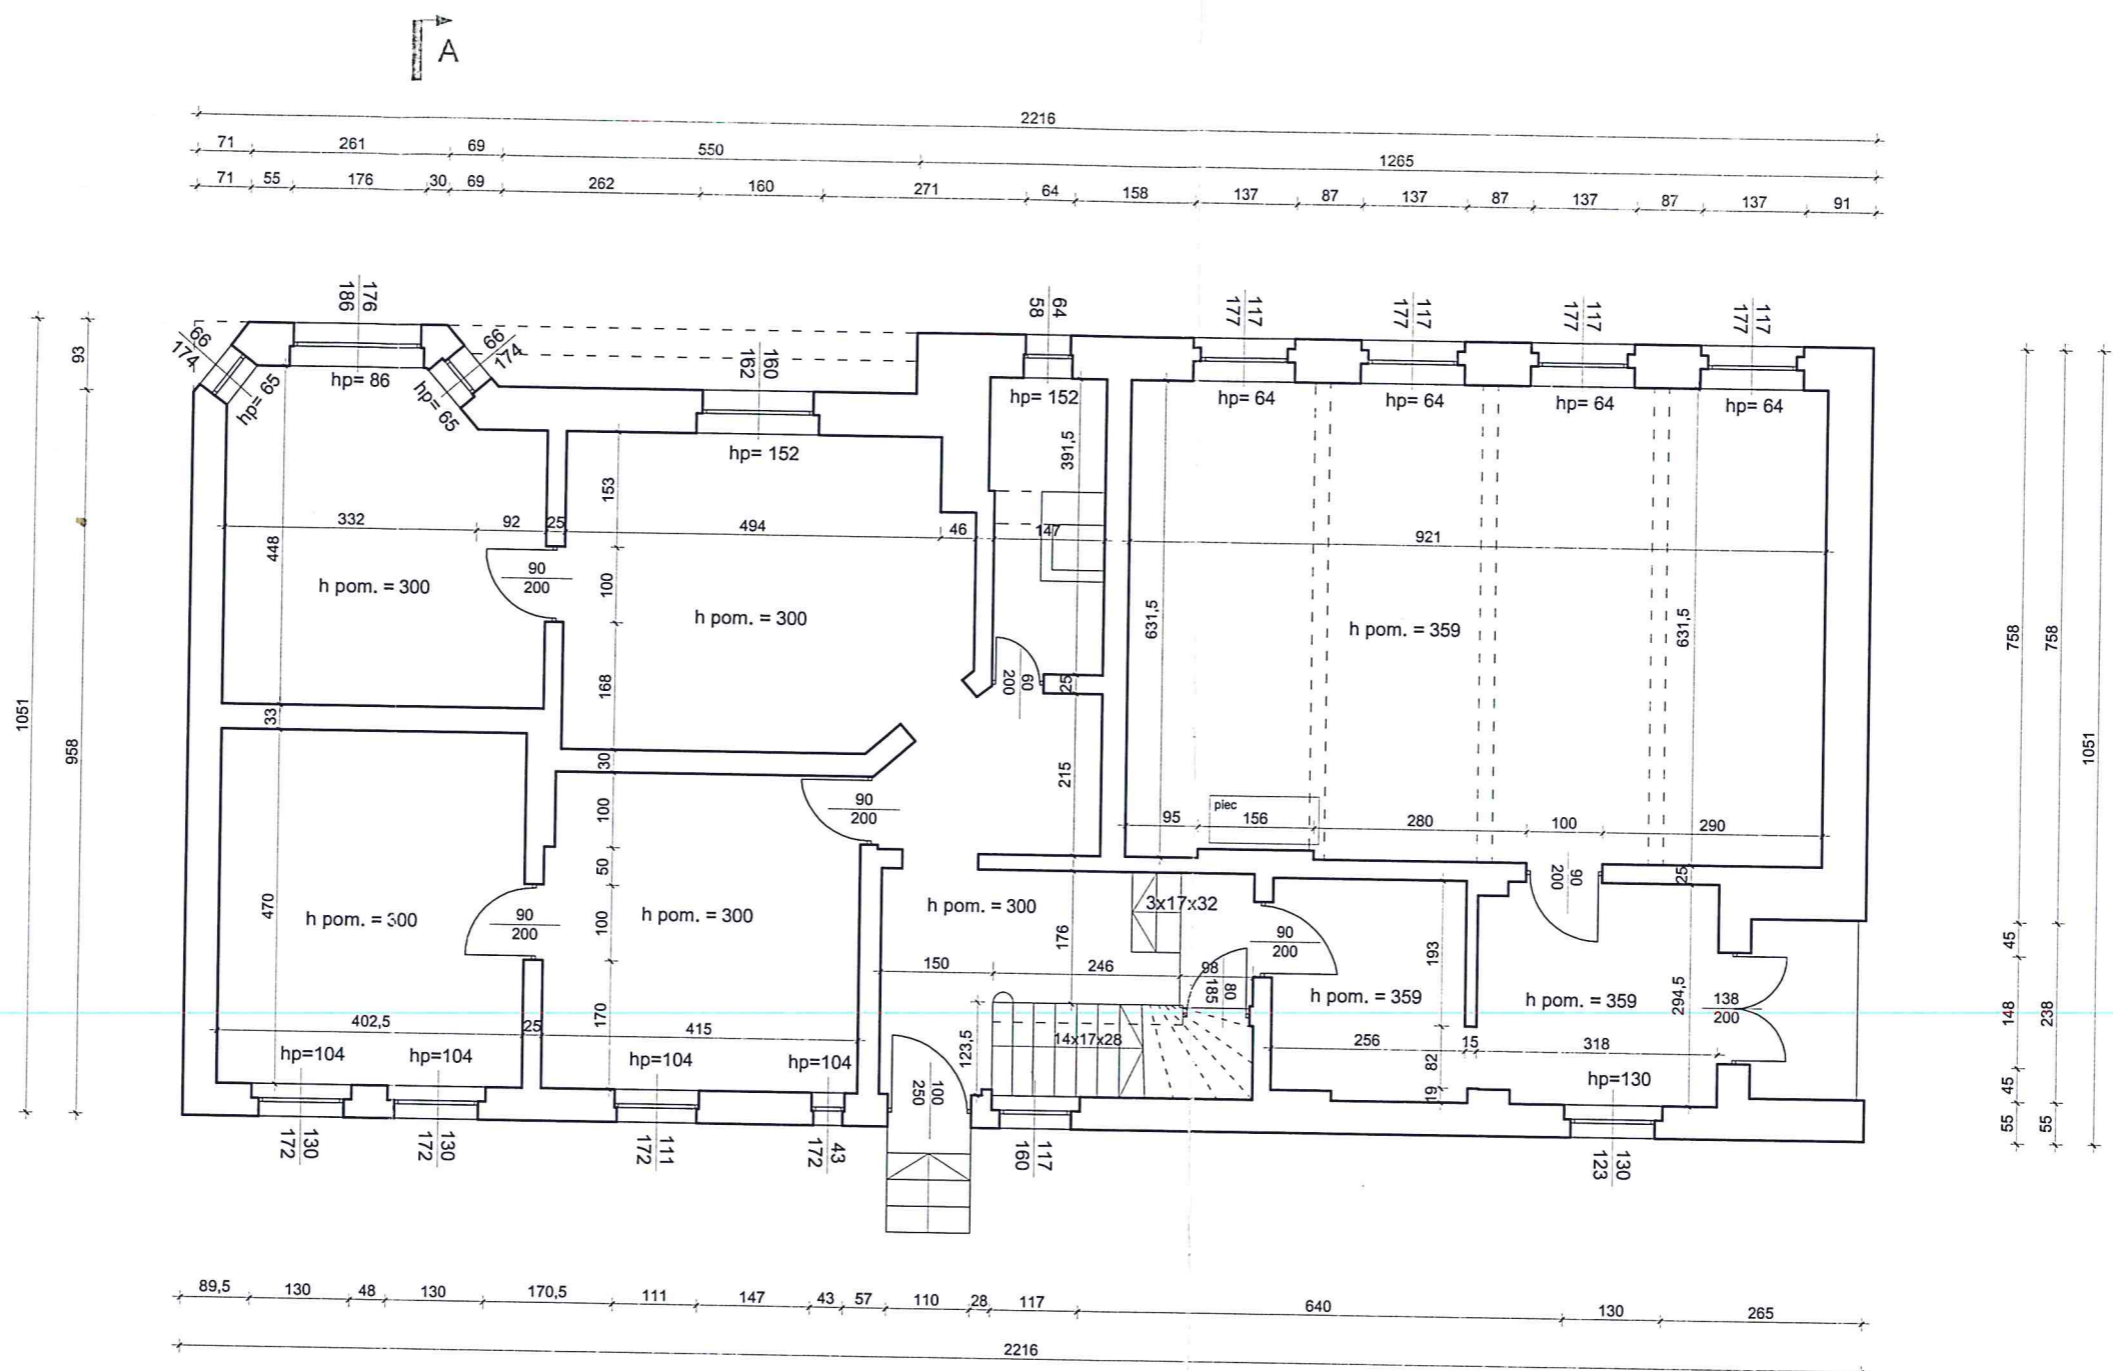 A
2216
71 261 69 550 1265
71 55 176 30 69 262 160 271 64 158 137 87 137 87 137 87 137 91
176
186
66
174
66
174
hp= 86
hp= 65
hp= 65
160
162
hp= 152
64
58
hp= 152
117
177
hp= 64
117
177
hp= 64
117
177
hp= 64
117
177
hp= 64
1051
93
958
332 92 25 494 46 147 921
448
33
470
h pom. = 300
90
200
153
100
168
30
100
50
100
170
h pom. = 300
391,5
25
215
176
60
200
631,5
h pom. = 359
631,5
25
294,5
piec
95 156 280 100 290
90
200
90
200
h pom. = 300
90
200
h pom. = 300
h pom. = 300
3x17x32
90
200
150 246 98
80
185
123,5
14x17x28
h pom. = 359
193
82
19
256 15 318
h pom. = 359
138
200
hp=130
402,5 25 415
hp=104
hp=104
hp=104
hp=104
130
172
130
172
111
172
43
172
100
250
117
160
130
123
758
45
148
45
55
758
238
55
1051
89,5 130 48 130 170,5 111 147 43 57 110 28 117 640 130 265
2216